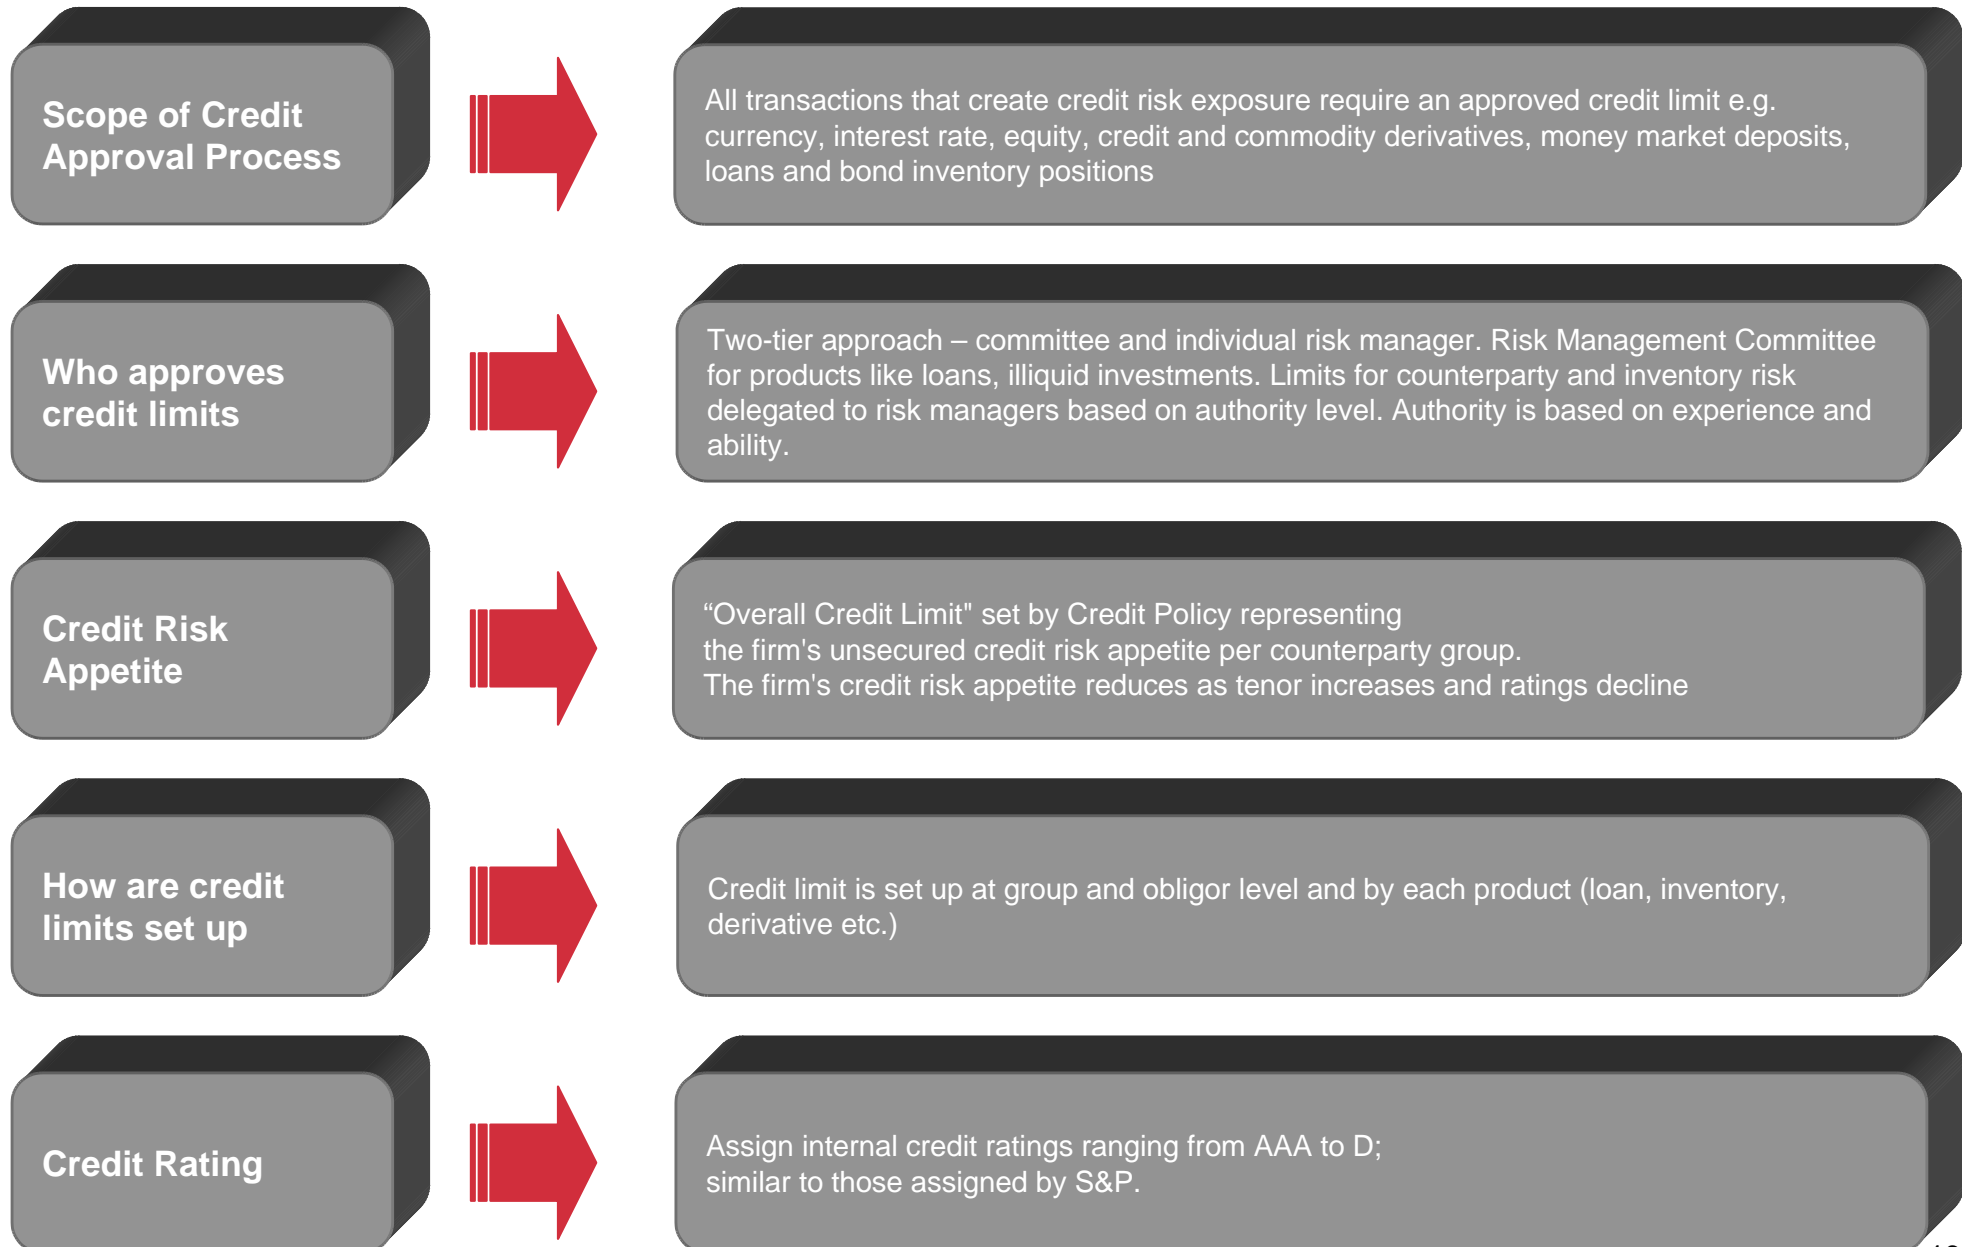 Scope of Credit
Approval Process
All transactions that create credit risk exposure require an approved credit limit e.g.
currency, interest rate, equity, credit and commodity derivatives, money market deposits,
loans and bond inventory positions
Who approves
credit limits
Two-tier approach – committee and individual risk manager. Risk Management Committee
for products like loans, illiquid investments. Limits for counterparty and inventory risk
delegated to risk managers based on authority level. Authority is based on experience and
ability.
Credit Risk
Appetite
“Overall Credit Limit" set by Credit Policy representing
the firm's unsecured credit risk appetite per counterparty group.
The firm's credit risk appetite reduces as tenor increases and ratings decline
How are credit
limits set up
Credit limit is set up at group and obligor level and by each product (loan, inventory,
derivative etc.)
Credit Rating
Assign internal credit ratings ranging from AAA to D;
similar to those assigned by S&P.